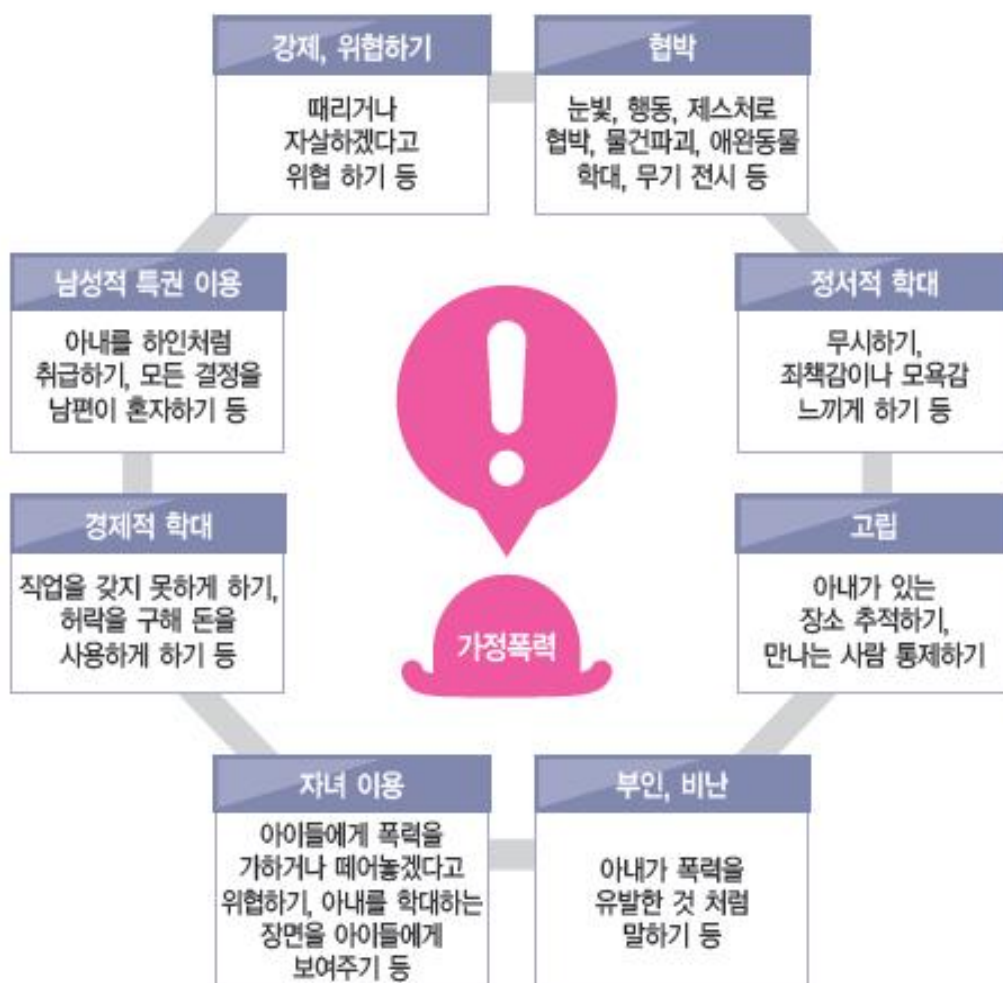 강제, 위협하기
때리거나
자살하겠다고
위협 하기 등
협박
눈빛, 행동, 제스처로
협박, 물건파괴, 애완동물
학대, 무기 전시 등
남성적 특권 이용
아내를 하인처럼
취급하기, 모든 결정을
남편이 혼자하기 등
정서적 학대
무시하기,
죄책감이나 모욕감
느끼게 하기 등
경제적 학대
직업을 갖지 못하게 하기,
허락을 구해 돈을
사용하게 하기 등
가정폭력
고립
아내가 있는
장소 추적하기,
만나는 사람 통제하기
자녀 이용
아이들에게 폭력을
가하거나 떼어놓겠다고
위협하기, 아내를 학대하는
장면을 아이들에게
보여주기 등
부인, 비난
아내가 폭력을
유발한 것 처럼
말하기 등